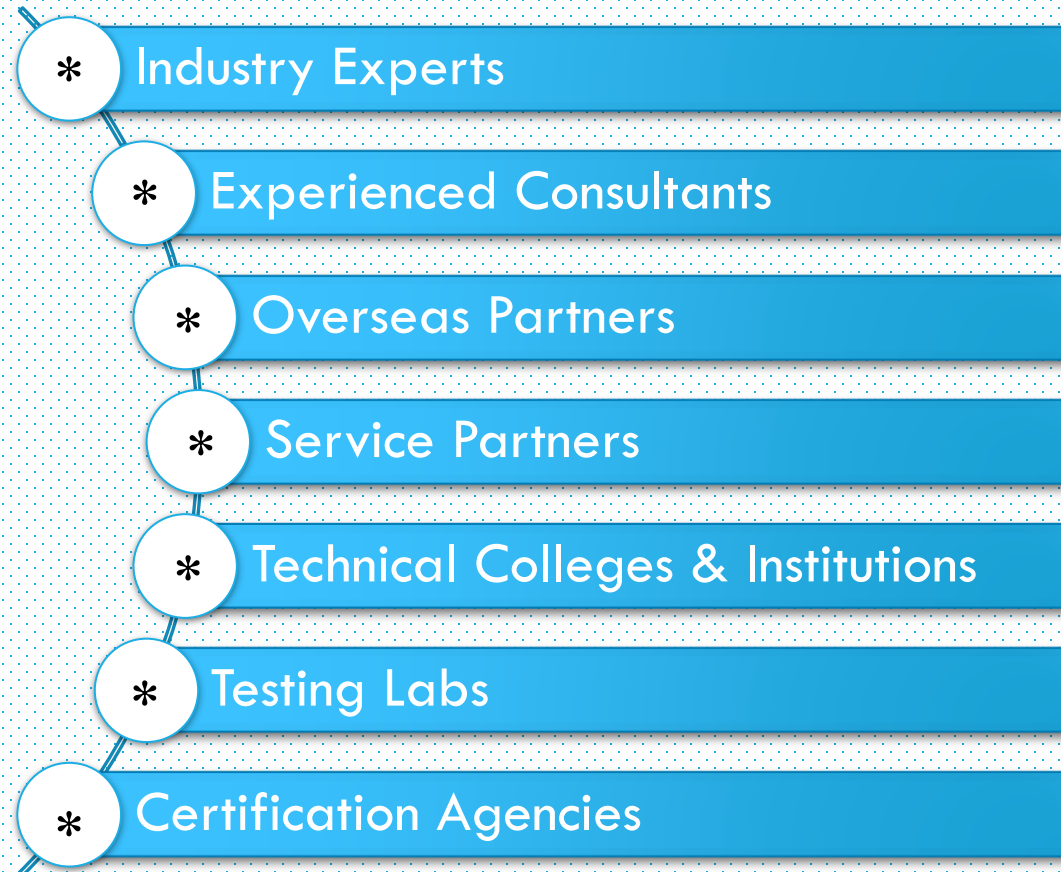 * Industry Experts
* Experienced Consultants
* Overseas Partners
* Service Partners
* Technical Colleges & Institutions
* Testing Labs
* Certification Agencies